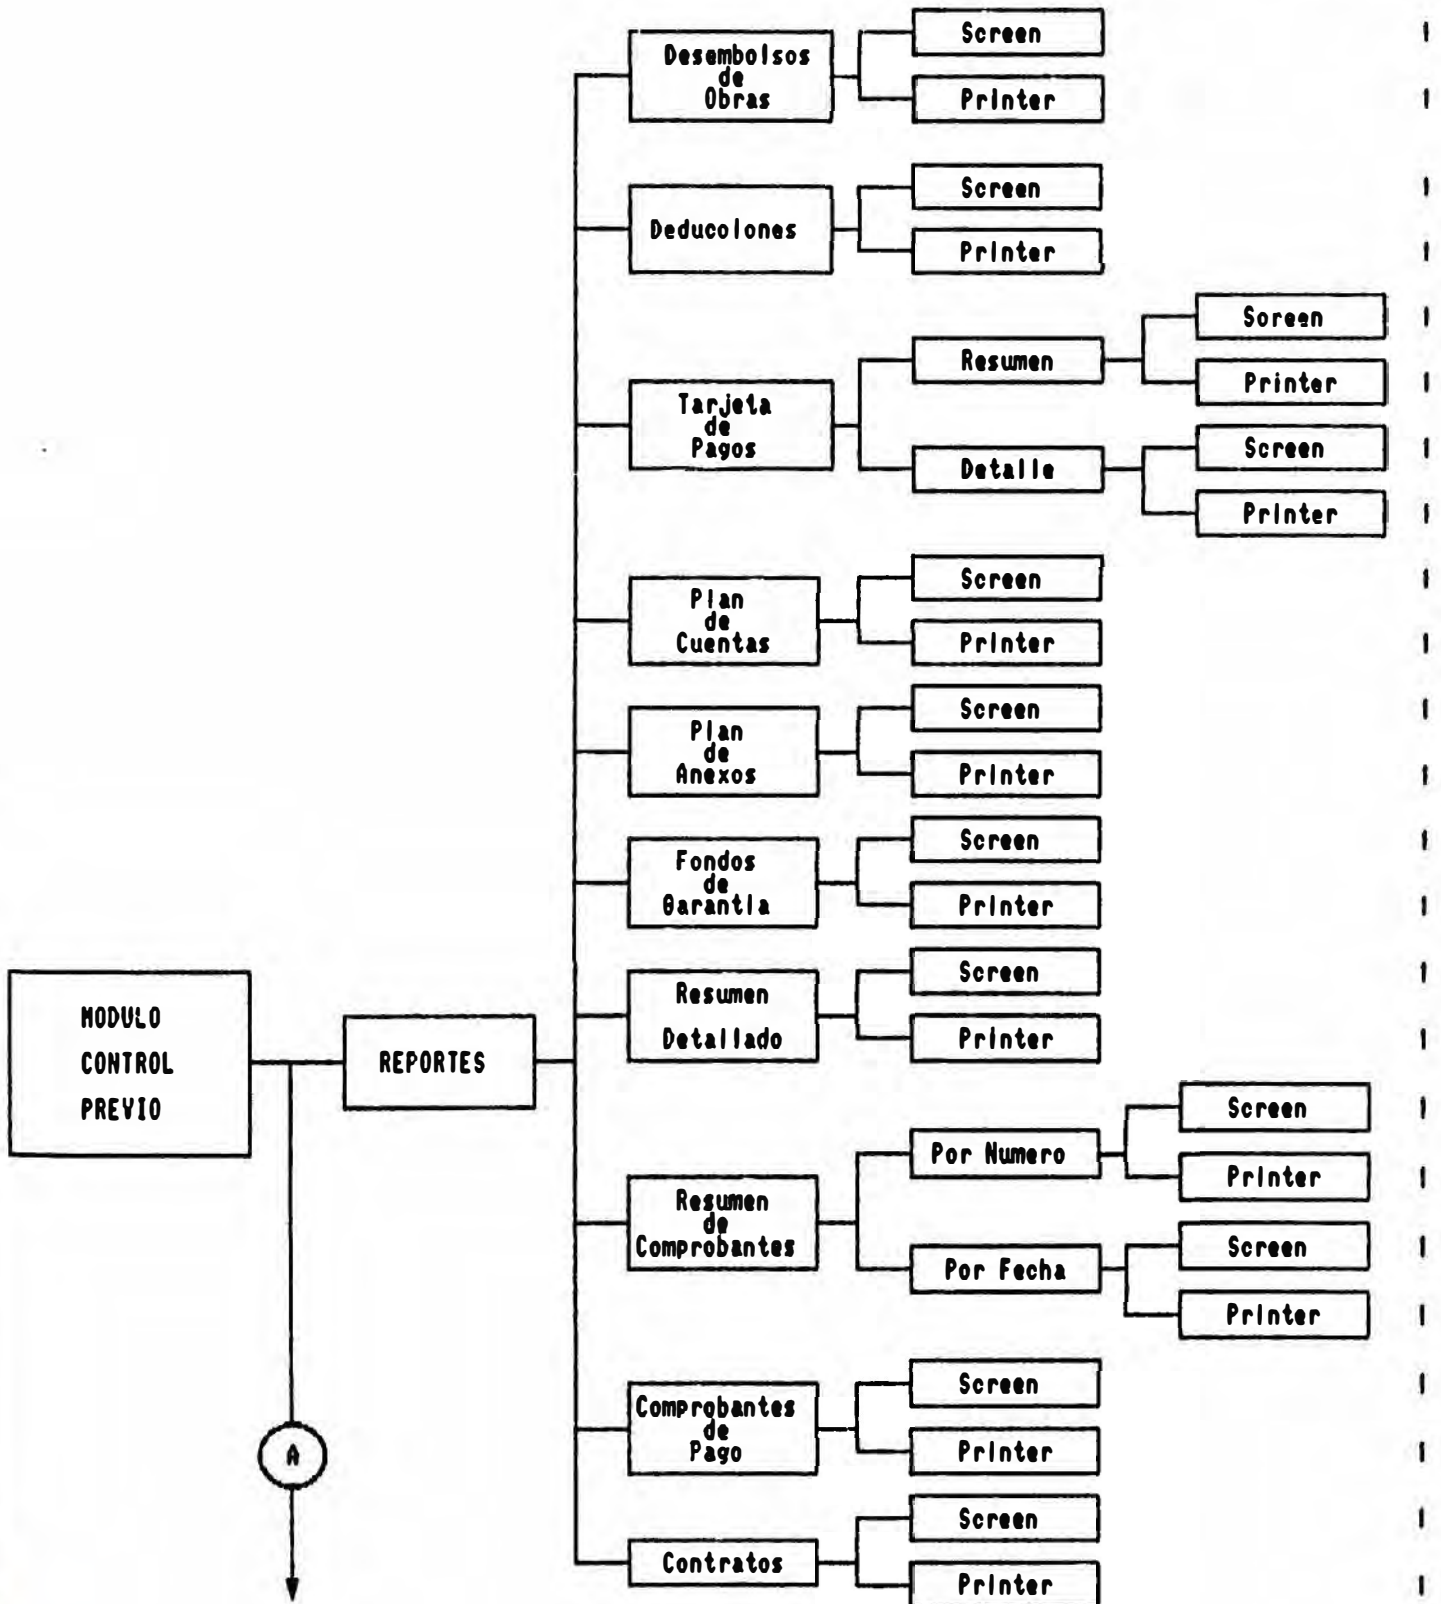 Screen
Desembolsos
de
Obras
Printer
Screen
Deducciones
Printer
Screen
Resumen
Printer
Tarjeta
de
Pagos
Screen
Detalle
Printer
Screen
Plan
de
Cuentas
Printer
Screen
Plan
de
Anexos
Printer
Screen
Fondos
de
Garantia
Printer
Screen
Resumen
Detallado
Printer
MODULO
CONTROL
PREVIO
REPORTES
Screen
Por Numero
Printer
Resumen
de
Comprobantes
Screen
Por Fecha
Printer
Screen
Comprobantes
de
Pago
Printer
A
Screen
Contratos
Printer